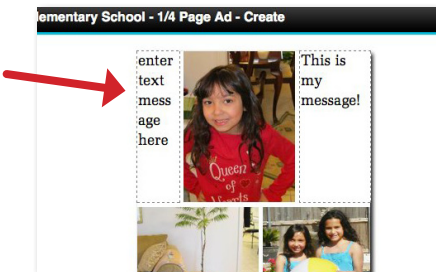 lementary School - 1/4 Page Ad - Create
enter
text
mess
age
here
Queen
of
Hearts
This is
my
message!